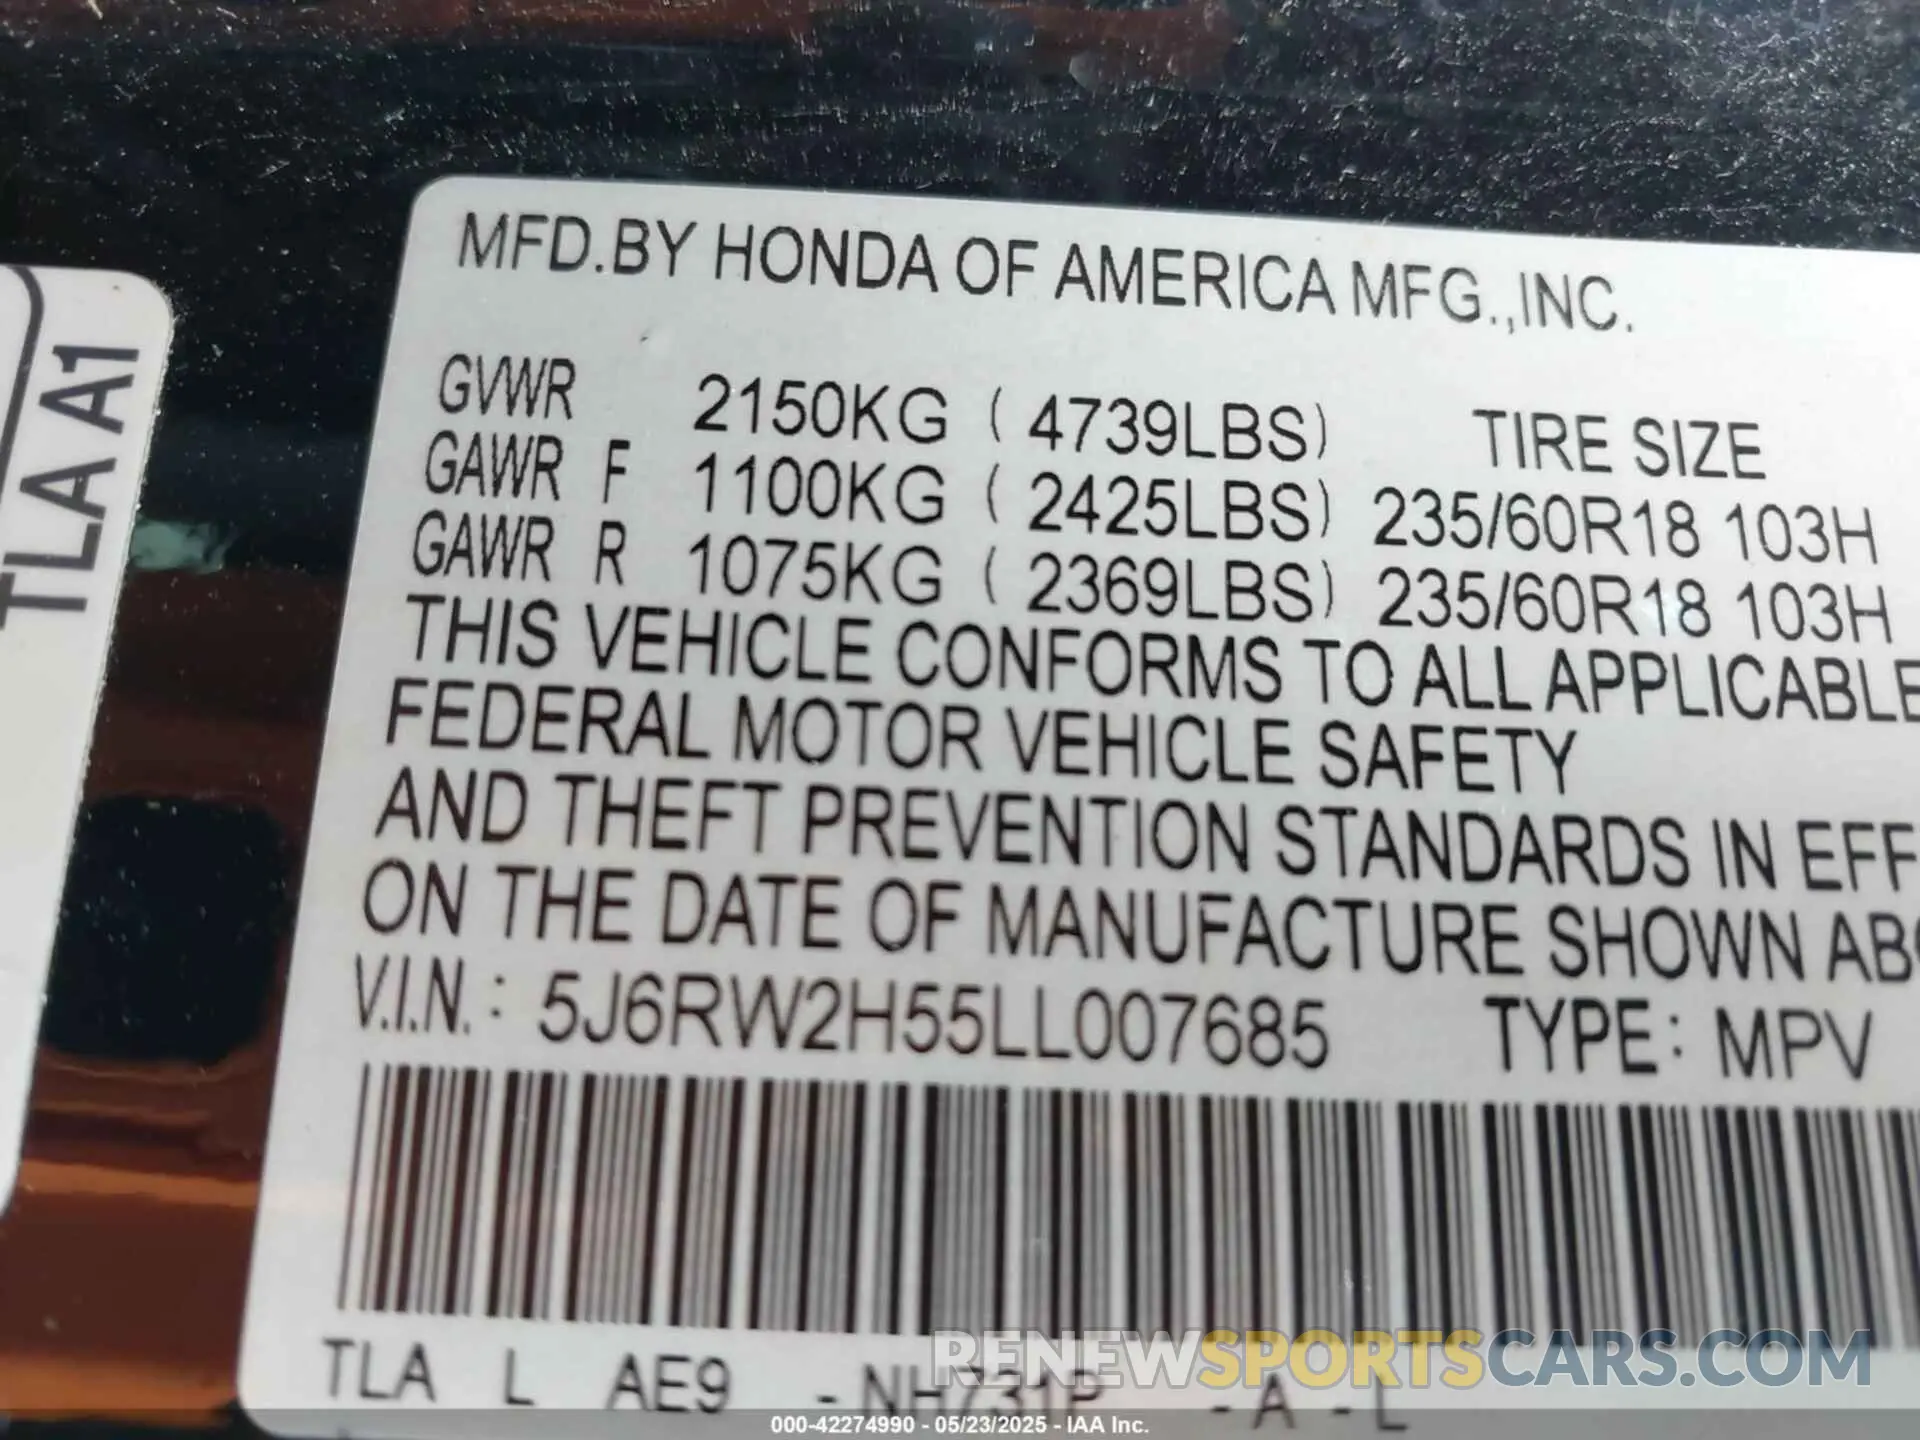 TLA A1
MFD.BY HONDA OF AMERICA MFG.,INC.
GVWR 2150KG ( 4739LBS) TIRE SIZE
GAWR F 1100KG ( 2425LBS) 235/60R18 103H
GAWR R 1075KG ( 2369LBS) 235/60R18 103H
THIS VEHICLE CONFORMS TO ALL APPLICABLE
FEDERAL MOTOR VEHICLE SAFETY
AND THEFT PREVENTION STANDARDS IN EFF
ON THE DATE OF MANUFACTURE SHOWN AB
V.I.N.: 5J6RW2H55LL007685 TYPE: MPV
TLA L AE9 - NH731P - A - L
RENEWSPORTSCARS.COM
000-42274990 - 05/23/2025 - IAA Inc.